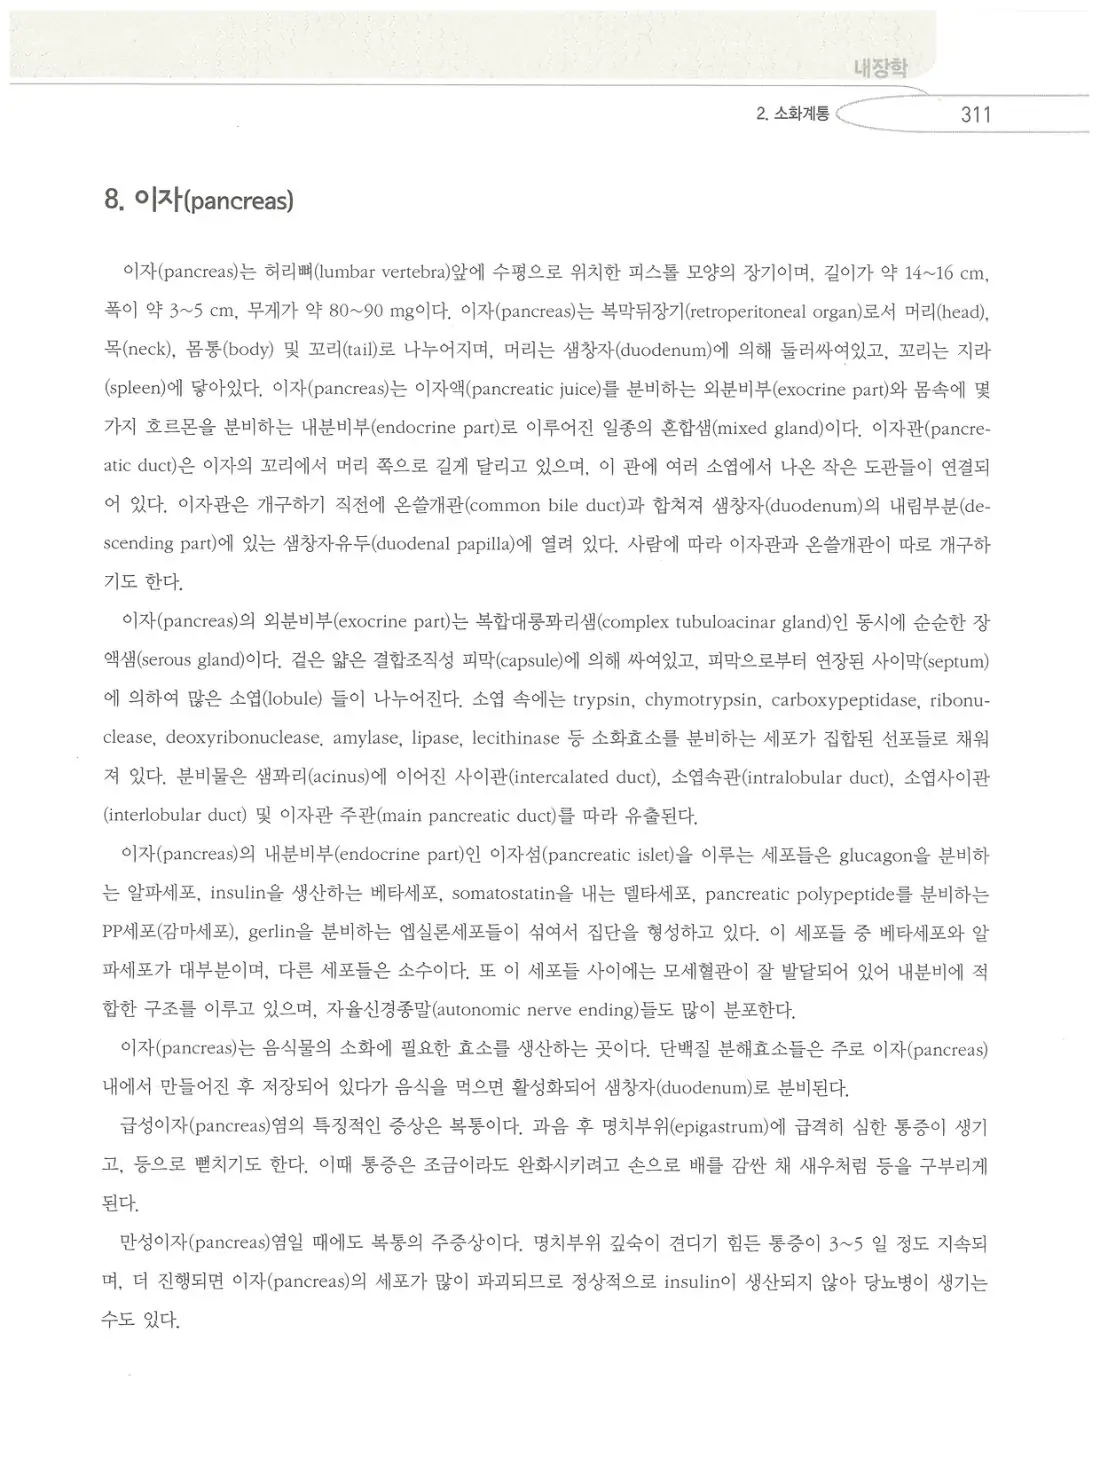 내장학
2. 소화계통
311
8. 이자(pancreas)
이자(pancreas)는 허리뼈(lumbar vertebra)앞에 수평으로 위치한 피스톨 모양의 장기이며, 길이가 약 14~16 cm,
폭이 약 3~5 cm, 무게가 약 80~90 mg이다. 이자(pancreas)는 복막뒤장기(retroperitoneal organ)로서 머리(head),
목(neck), 몸통(body) 및 꼬리(tail)로 나누어지며, 머리는 샘창자(duodenum)에 의해 둘러싸여있고, 꼬리는 지라
(spleen)에 닿아있다. 이자(pancreas)는 이자액(pancreatic juice)를 분비하는 외분비부(exocrine part)와 몸속에 몇
가지 호르몬을 분비하는 내분비부(endocrine part)로 이루어진 일종의 혼합샘(mixed gland)이다. 이자관(pancre-
atic duct)은 이자의 꼬리에서 머리 쪽으로 길게 달리고 있으며, 이 관에 여러 소엽에서 나온 작은 도관들이 연결되
어 있다. 이자관은 개구하기 직전에 온쓸개관(common bile duct)과 합쳐져 샘창자(duodenum)의 내림부분(de-
scending part)에 있는 샘창자유두(duodenal papilla)에 열려 있다. 사람에 따라 이자관과 온쓸개관이 따로 개구하
기도 한다.
이자(pancreas)의 외분비부(exocrine part)는 복합대롱꽈리샘(complex tubuloacinar gland)인 동시에 순순한 장
액샘(serous gland)이다. 겉은 얇은 결합조직성 피막(capsule)에 의해 싸여있고, 피막으로부터 연장된 사이막(septum)
에 의하여 많은 소엽(lobule) 들이 나누어진다. 소엽 속에는 trypsin, chymotrypsin, carboxypeptidase, ribonu-
clease, deoxyribonuclease, amylase, lipase, lecithinase 등 소화효소를 분비하는 세포가 집합된 선포들로 채워
져 있다. 분비물은 샘꽈리(acinus)에 이어진 사이관(intercalated duct), 소엽속관(intralobular duct), 소엽사이관
(interlobular duct) 및 이자관 주관(main pancreatic duct)를 따라 유출된다.
이자(pancreas)의 내분비부(endocrine part)인 이자섬(pancreatic islet)을 이루는 세포들은 glucagon을 분비하
는 알파세포, insulin을 생산하는 베타세포, somatostatin을 내는 델타세포, pancreatic polypeptide를 분비하는
PP세포(감마세포), gerlin을 분비하는 엡실론세포들이 섞여서 집단을 형성하고 있다. 이 세포들 중 베타세포와 알
파세포가 대부분이며, 다른 세포들은 소수이다. 또 이 세포들 사이에는 모세혈관이 잘 발달되어 있어 내분비에 적
합한 구조를 이루고 있으며, 자율신경종말(autonomic nerve ending)들도 많이 분포한다.
이자(pancreas)는 음식물의 소화에 필요한 효소를 생산하는 곳이다. 단백질 분해효소들은 주로 이자(pancreas)
내에서 만들어진 후 저장되어 있다가 음식을 먹으면 활성화되어 샘창자(duodenum)로 분비된다.
급성이자(pancreas)염의 특징적인 증상은 복통이다. 과음 후 명치부위(epigastrum)에 급격히 심한 통증이 생기
고, 등으로 뻗치기도 한다. 이때 통증은 조금이라도 완화시키려고 손으로 배를 감싼 채 새우처럼 등을 구부리게
된다.
만성이자(pancreas)염일 때에도 복통의 주증상이다. 명치부위 깊숙이 견디기 힘든 통증이 3~5 일 정도 지속되
며, 더 진행되면 이자(pancreas)의 세포가 많이 파괴되므로 정상적으로 insulin이 생산되지 않아 당뇨병이 생기는
수도 있다.